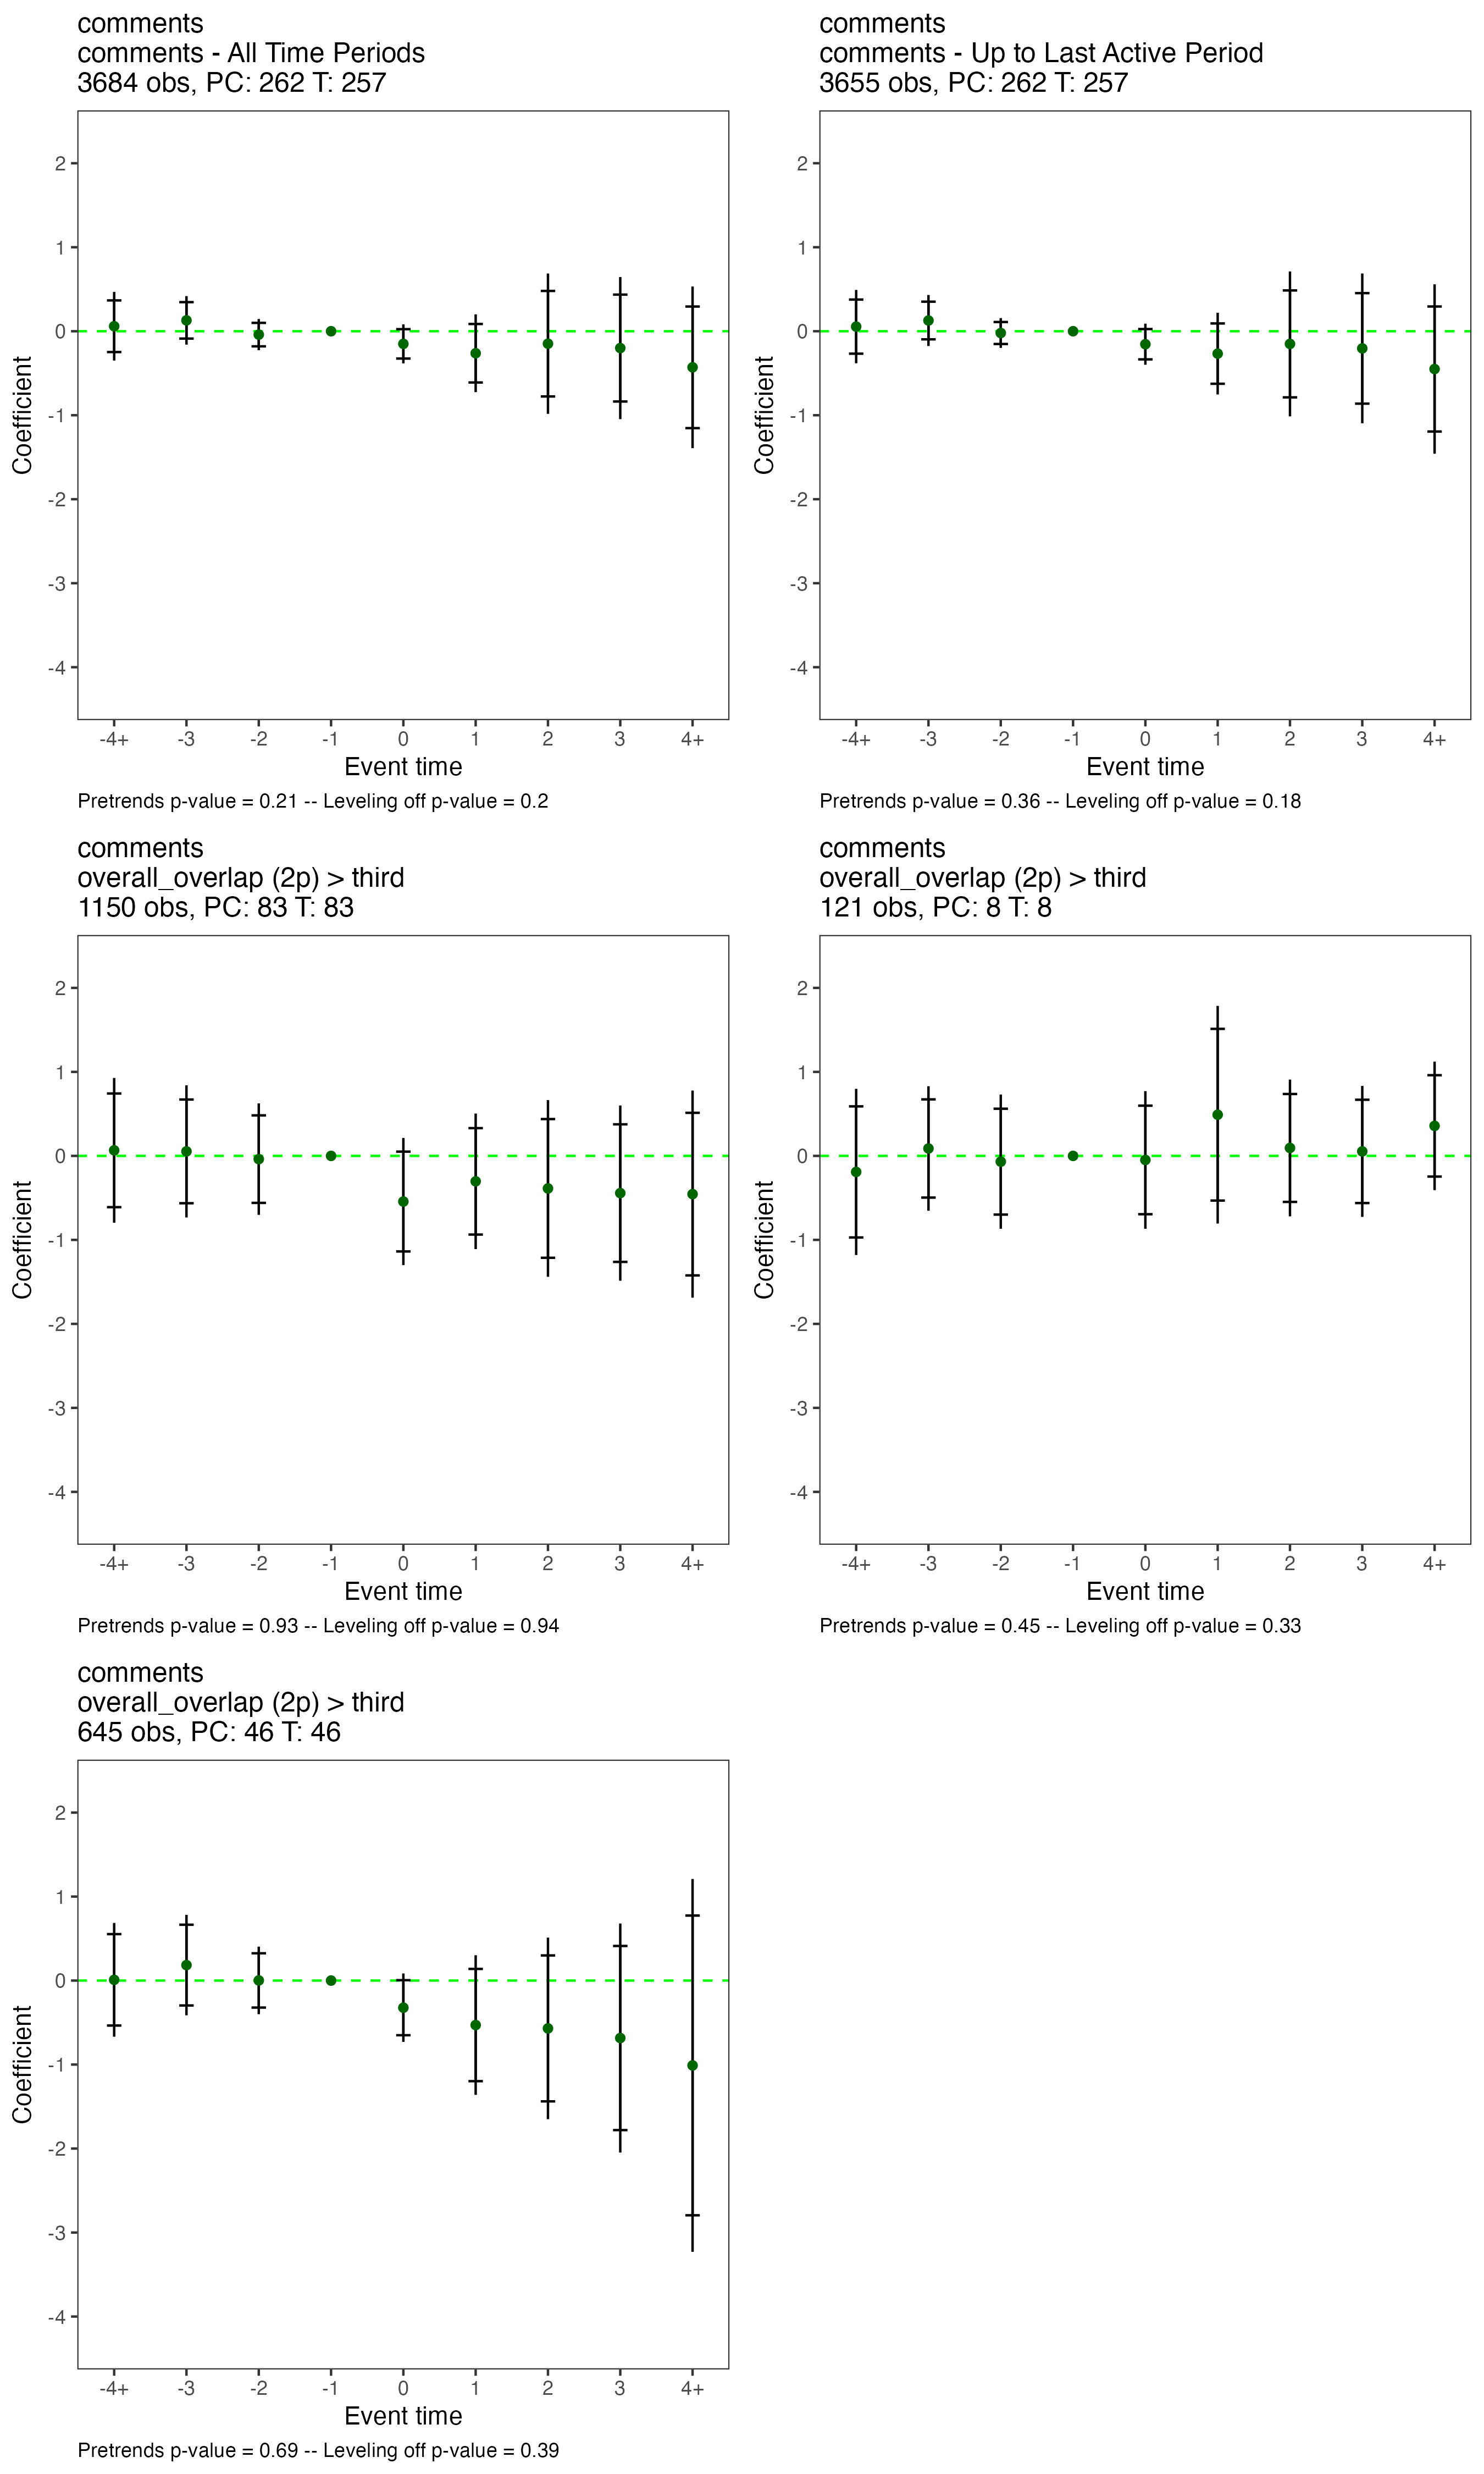 comments
comments - All Time Periods
3684 obs, PC: 262 T: 257
2
1
0
-1
-2
-3
-4
Coefficient
-4+ -3 -2 -1 0 1 2 3 4+
Event time
Pretrends p-value = 0.21 -- Leveling off p-value = 0.2
comments
comments - Up to Last Active Period
3655 obs, PC: 262 T: 257
2
1
0
-1
-2
-3
-4
Coefficient
-4+ -3 -2 -1 0 1 2 3 4+
Event time
Pretrends p-value = 0.36 -- Leveling off p-value = 0.18
comments
overall_overlap (2p) > third
1150 obs, PC: 83 T: 83
2
1
0
-1
-2
-3
-4
Coefficient
-4+ -3 -2 -1 0 1 2 3 4+
Event time
Pretrends p-value = 0.93 -- Leveling off p-value = 0.94
comments
overall_overlap (2p) > third
121 obs, PC: 8 T: 8
2
1
0
-1
-2
-3
-4
Coefficient
-4+ -3 -2 -1 0 1 2 3 4+
Event time
Pretrends p-value = 0.45 -- Leveling off p-value = 0.33
comments
overall_overlap (2p) > third
645 obs, PC: 46 T: 46
2
1
0
-1
-2
-3
-4
Coefficient
-4+ -3 -2 -1 0 1 2 3 4+
Event time
Pretrends p-value = 0.69 -- Leveling off p-value = 0.39